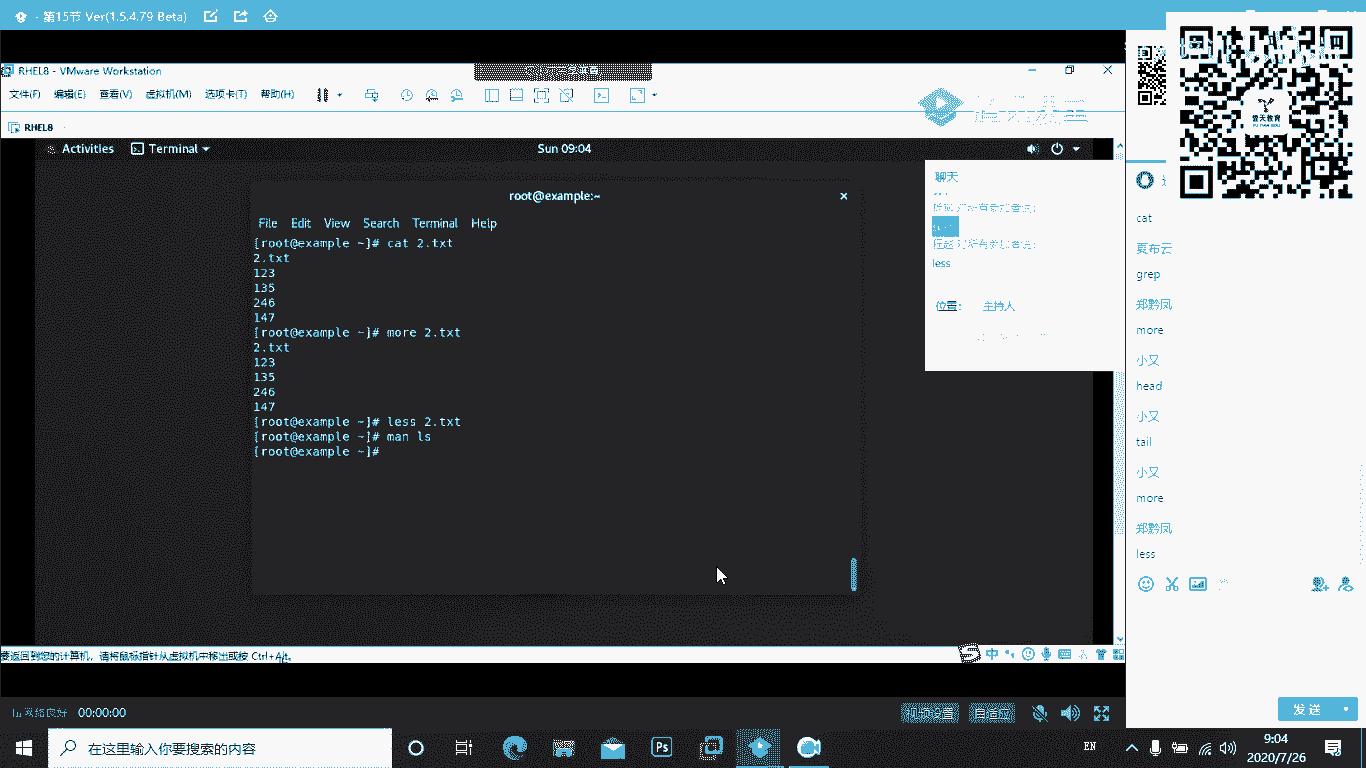 - 第15节 Ver(1.5.4.79 Beta)
RHEL8 - VMware Workstation
文件(F) 编辑(E) 查看(V) 虚拟机(M) 选项卡(T) 帮助(H)
RHEL8
Activities Terminal Sun 09:04
root@example:~
File Edit View Search Terminal Help
[root@example ~]# cat 2.txt
2.txt
123
135
246
147
[root@example ~]# more 2.txt
2.txt
123
135
246
147
[root@example ~]# less 2.txt
[root@example ~]# man ls
[root@example ~]#
聊天
less
位置: 主持人
誉天教育
cat
夏布云
grep
郑黔凤
more
小又
head
小又
tail
小又
more
郑黔凤
less
要返回到您的计算机，请将鼠标指针从虚拟机中移出或按 Ctrl+Alt。
中
网络良好 00:00:00
视频设置 自适应
发送
在这里输入你要搜索的内容
Ps
EN
9:04
2020/7/26